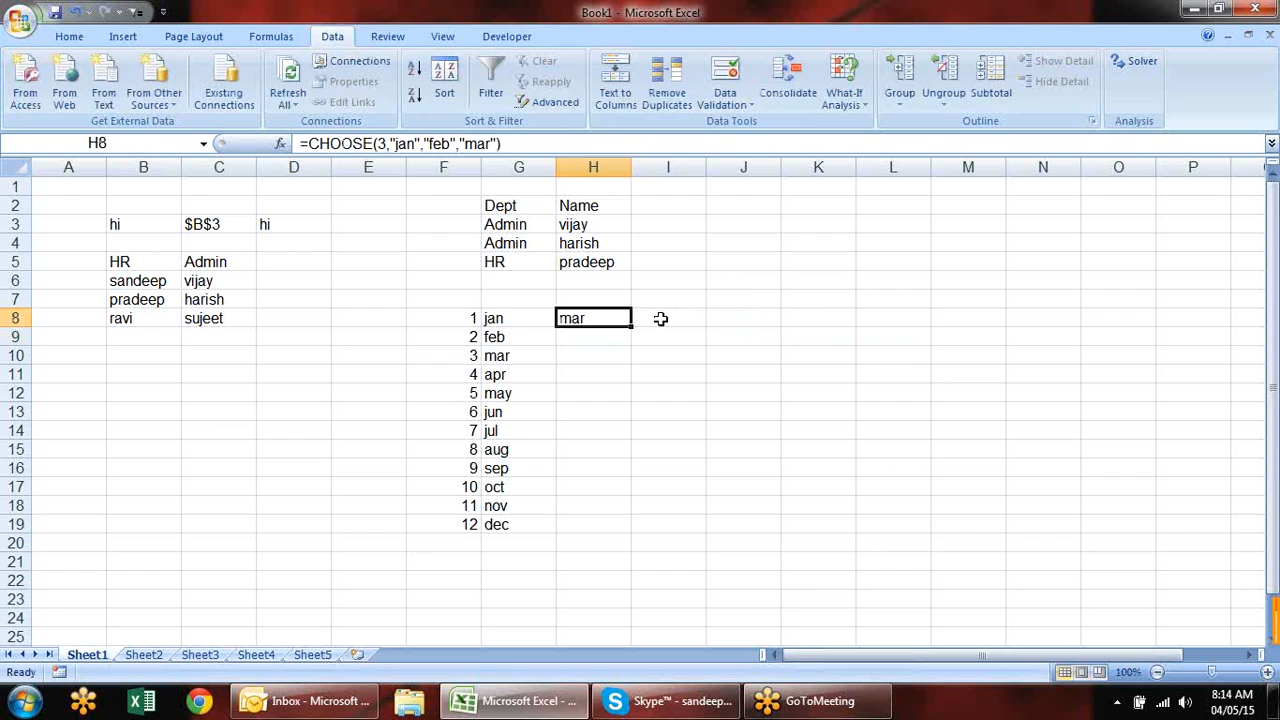 Book1 - Microsoft Excel
Home Insert Page Layout Formulas Data Review View Developer
From Access
From Web
From Text
From Other Sources
Existing Connections
Get External Data
Refresh All
Connections
Properties
Edit Links
Connections
Sort
Filter
Clear
Reapply
Advanced
Sort & Filter
Text to Columns
Remove Duplicates
Data Validation
Consolidate
What-If Analysis
Data Tools
Group
Ungroup
Subtotal
Show Detail
Hide Detail
Outline
Solver
Analysis
H8 fx =CHOOSE(3,"jan","feb","mar")
A B C D E F G H I J K L M N O P
1
2 Dept Name
3 hi $B$3 hi Admin vijay
4 Admin harish
5 HR Admin HR pradeep
6 sandeep vijay
7 pradeep harish
8 ravi sujeet 1 jan mar
9 2 feb
10 3 mar
11 4 apr
12 5 may
13 6 jun
14 7 jul
15 8 aug
16 9 sep
17 10 oct
18 11 nov
19 12 dec
20
21
22
23
24
25
Sheet1 Sheet2 Sheet3 Sheet4 Sheet5
Ready 100%
Inbox - Microsoft ... Microsoft Excel - ... Skype™ - sandeep... GoToMeeting 8:14 AM
04/05/15